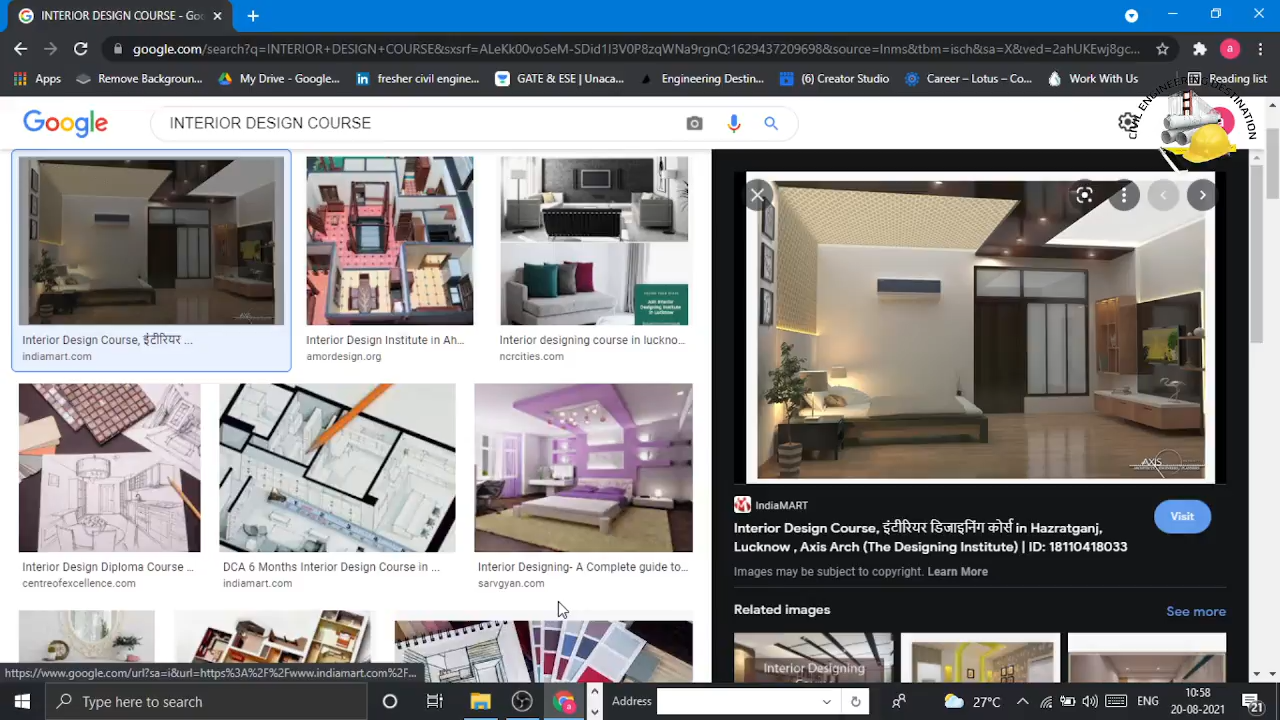 INTERIOR DESIGN COURSE - Goo
google.com/search?q=INTERIOR+DESIGN+COURSE&sxsrf=ALeKk00voSeM-SDid1I3V0P8zqWNa9rgnQ:1629437209698&source=lnms&tbm=isch&sa=X&ved=2ahUKEwj8gc...
a
Apps
Remove Backgroun...
My Drive - Google...
fresher civil engine...
GATE & ESE | Unaca...
Engineering Destin...
(6) Creator Studio
Career – Lotus – Co...
Work With Us
Reading list
Google
INTERIOR DESIGN COURSE
CIVIL ENGINEERING DESTINATION
Interior Design Course, इंटीरियर ...
indiamart.com
Interior Design Institute in Ah...
amordesign.org
Interior designing course in luckno...
ncrcities.com
Interior Design Diploma Course ...
centreofexcellence.com
DCA 6 Months Interior Design Course in ...
indiamart.com
Interior Designing- A Complete guide to...
sarvgyan.com
AXIS
IndiaMART
Visit
Interior Design Course, इंटीरियर डिजाइनिंग कोर्स in Hazratganj,
Lucknow , Axis Arch (The Designing Institute) | ID: 18110418033
Images may be subject to copyright. Learn More
Related images
See more
Interior Designing
https://www.google.com/url?sa=i&url=https%3A%2F%2Fwww.indiamart.com%2F...
Type here to search
Address
27°C
ENG
10:58
20-08-2021
21